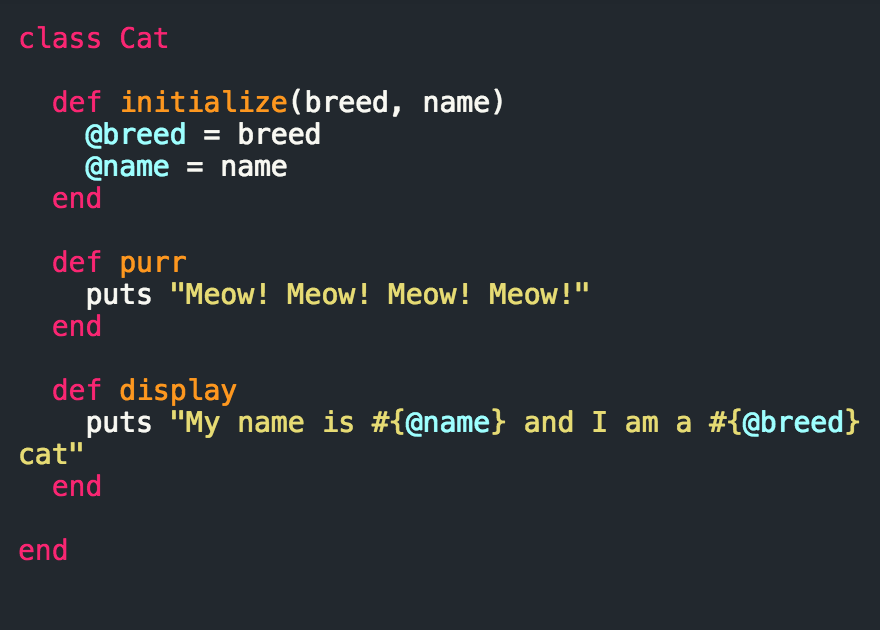 class Cat
def initialize(breed, name)
@breed = breed
@name = name
end
def purr
puts "Meow! Meow! Meow! Meow!"
end
def display
puts "My name is #{@name} and I am a #{@breed}
cat"
end
end